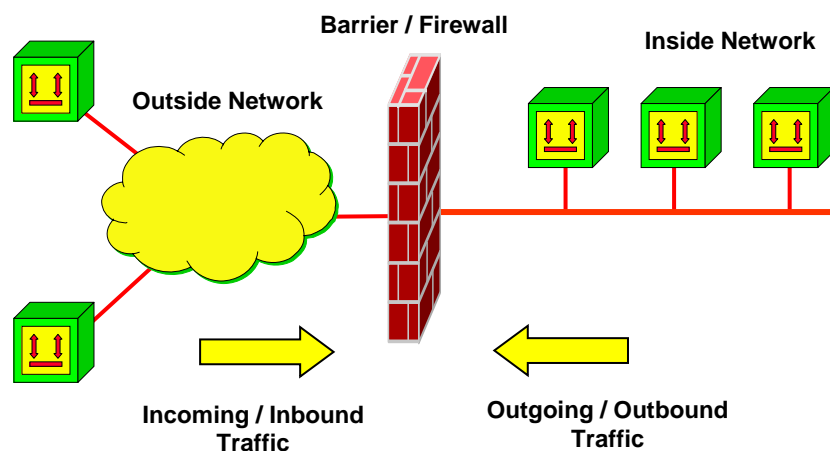 Barrier / Firewall
Inside Network
Outside Network
Incoming / Inbound
Traffic
Outgoing / Outbound
Traffic